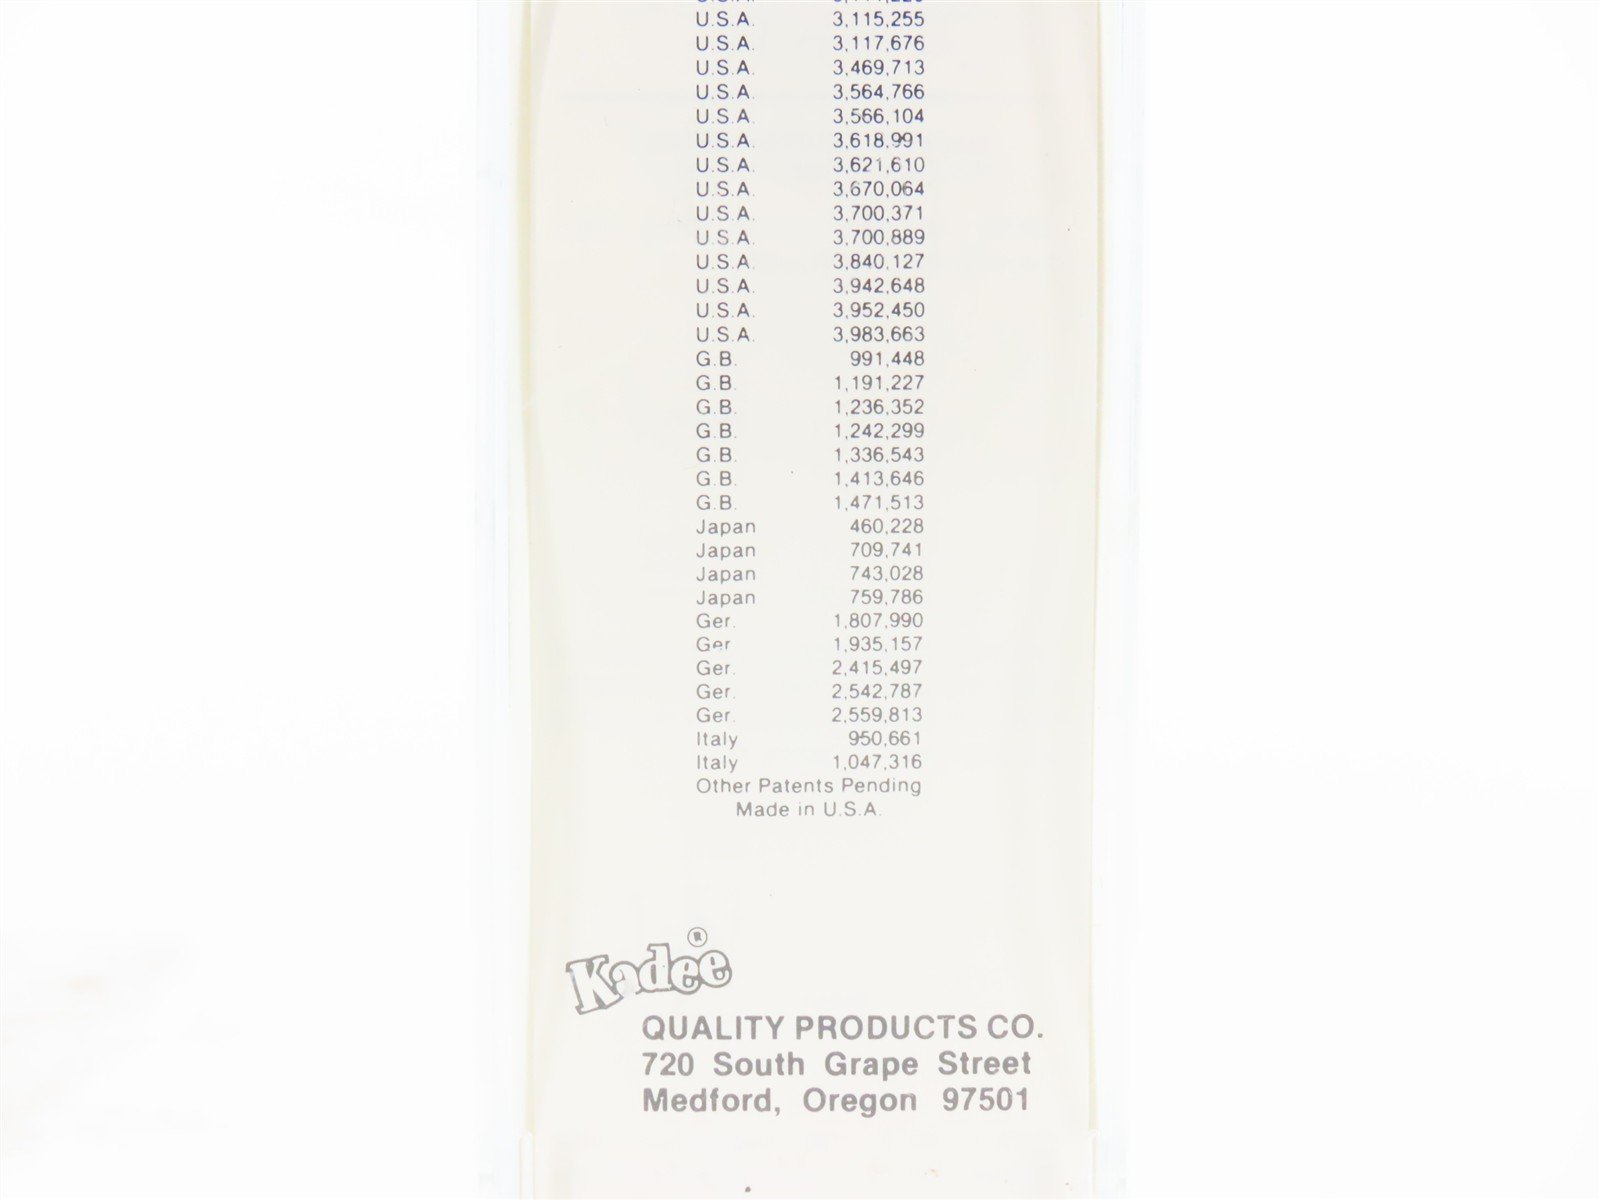 U.S.A. 3,115,255
U.S.A. 3,117,676
U.S.A. 3,469,713
U.S.A. 3,564,766
U.S.A. 3,566,104
U.S.A. 3,618,991
U.S.A. 3,621,610
U.S.A. 3,670,064
U.S.A. 3,700,371
U.S.A. 3,700,889
U.S.A. 3,840,127
U.S.A. 3,942,648
U.S.A. 3,952,450
U.S.A. 3,983,663
G.B. 991,448
G.B. 1,191,227
G.B. 1,236,352
G.B. 1,242,299
G.B. 1,336,543
G.B. 1,413,646
G.B. 1,471,513
Japan 460,228
Japan 709,741
Japan 743,028
Japan 759,786
Ger. 1,807,990
Ger 1,935,157
Ger. 2,415,497
Ger. 2,542,787
Ger. 2,559,813
Italy 950,661
Italy 1,047,316
Other Patents Pending
Made in U.S.A.
Kadee®
QUALITY PRODUCTS CO.
720 South Grape Street
Medford, Oregon 97501